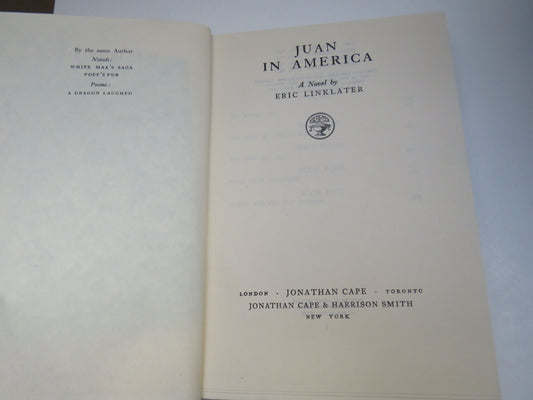 By the same Author
Novels:
WHITE MAA'S SAGA
POET'S PUB
Poems:
A DRAGON LAUGHED
JUAN
IN AMERICA
A Novel by
ERIC LINKLATER
LONDON · JONATHAN CAPE · TORONTO
JONATHAN CAPE & HARRISON SMITH
NEW YORK